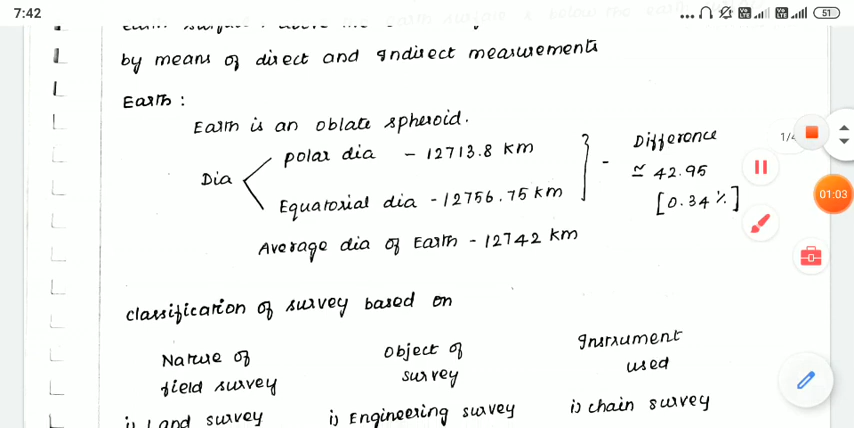 7:42
51
by means of direct and Indirect measurements
Earth :
Earth is an oblate spheroid.
Dia
polar dia - 12713.8 km
Equatorial dia - 12756.75 km
- Difference
≃ 42.95
[0.34 %]
Average dia of Earth - 12742 km
1/4
01:03
classification of survey based on
Nature of
field survey
Object of
survey
Instrument
used
i) Land survey
i) Engineering survey
i) chain survey